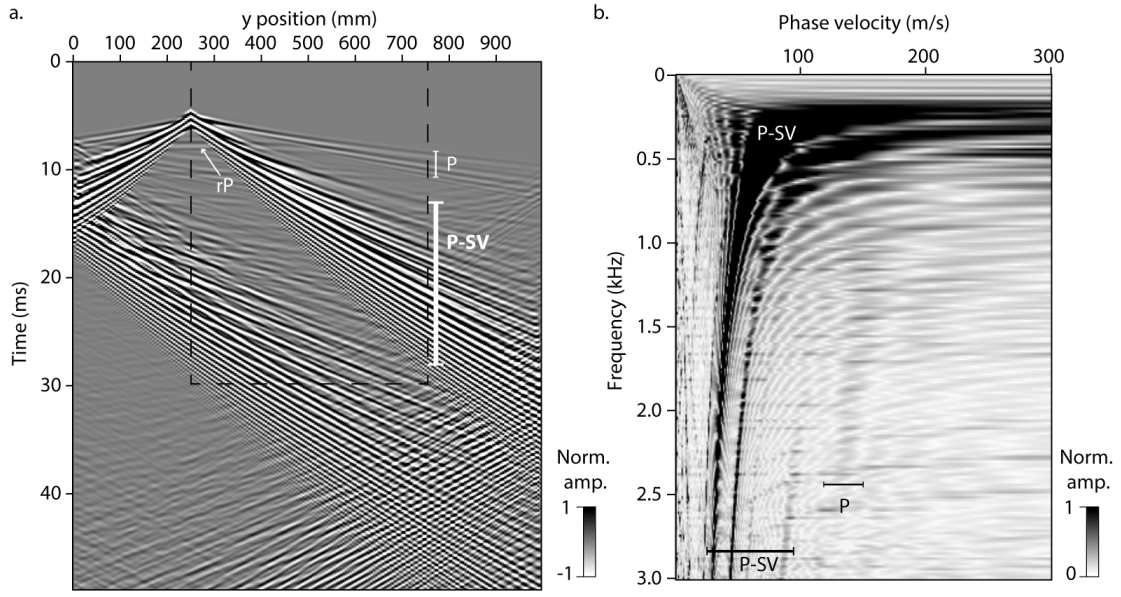 a.
y position (mm)
0 100 200 300 400 500 600 700 800 900
0
10
20
30
40
Time (ms)
P
rP
P-SV
Norm.
amp.
1
-1
b.
Phase velocity (m/s)
100 200 300
0
0.5
1.0
1.5
2.0
2.5
3.0
Frequency (kHz)
P-SV
P
P-SV
Norm.
amp.
1
0